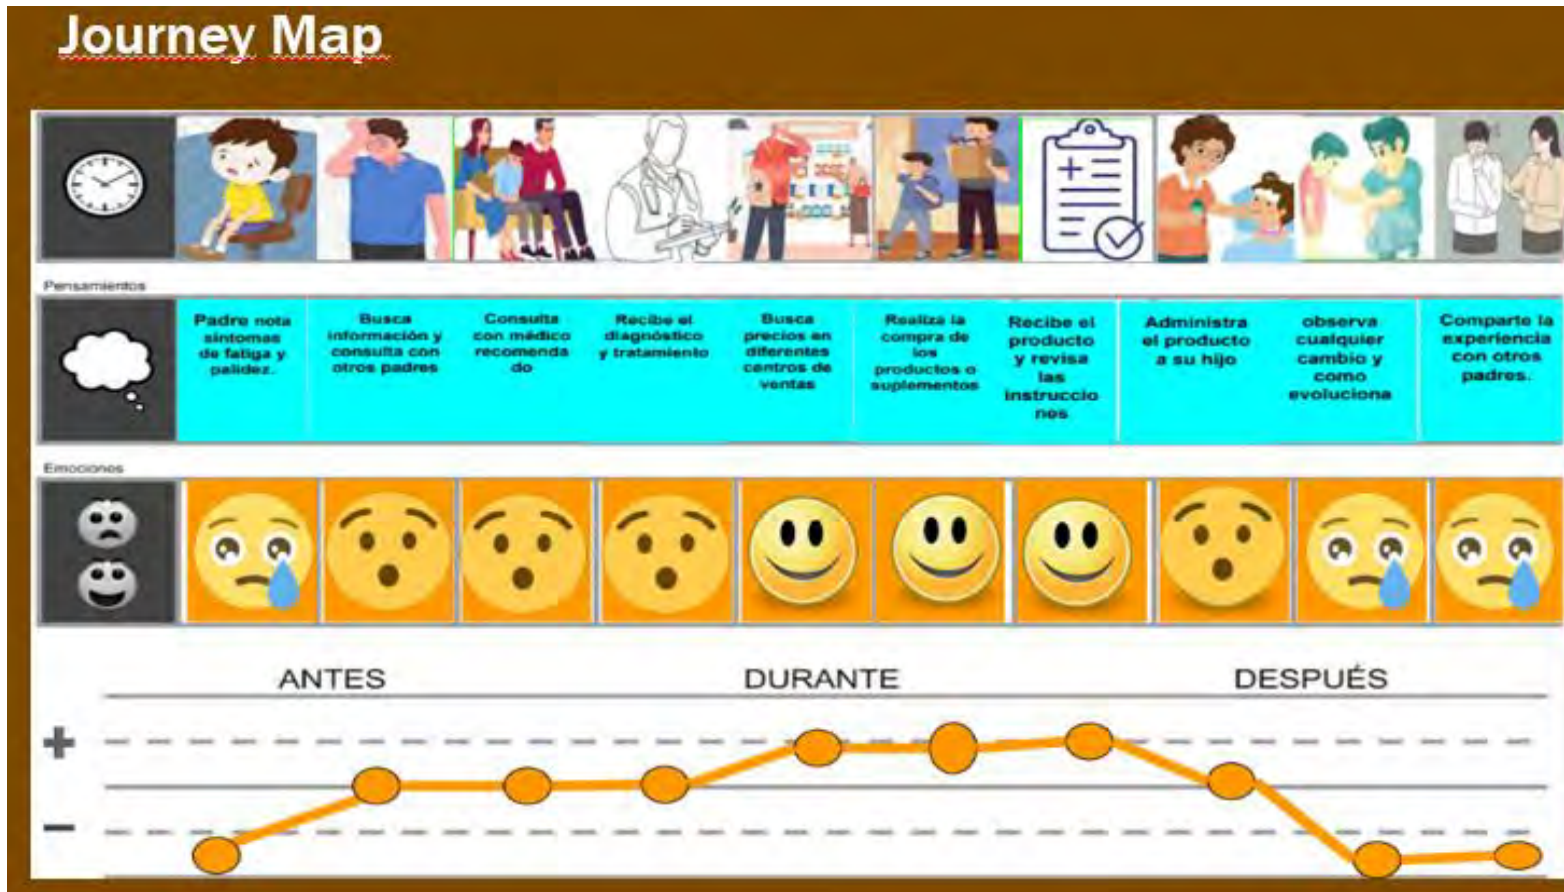 Journey Map
Pensamientos
Padre nota
síntomas
de fatiga y
palidez.
Busca
información y
consulta con
otros padres
Consulta
con médico
recomenda
do
Recibe el
diagnóstico
y tratamiento
Busca
precios en
diferentes
centros de
ventas
Realiza la
compra de
los
productos o
suplementos
Recibe el
producto
y revisa
las
instruccio
nes
Administra
el producto
a su hijo
observa
cualquier
cambio y
como
evoluciona
Comparte la
experiencia
con otros
padres.
Emociones
ANTES
DURANTE
DESPUÉS
+
−